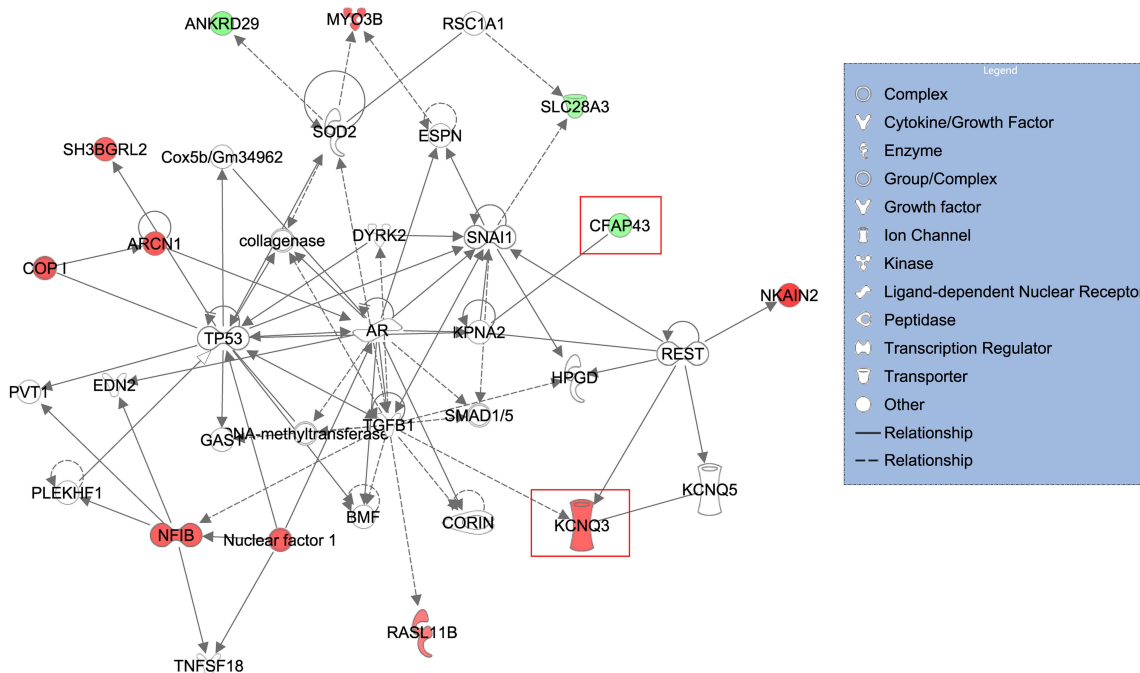 ANKRD29
MYO3B
RSC1A1
SLC28A3
SOD2
ESPN
SH3BGRL2
Cox5b/Gm34962
CFAP43
ARCN1
collagenase
DYRK2
SNAI1
COP I
NKAIN2
TP53
AR
KPNA2
REST
PVT1
EDN2
HPGD
GAS1
NA-methyltransferase
TGFB1
SMAD1/5
PLEKHF1
KCNQ5
BMF
CORIN
KCNQ3
NFIB
Nuclear factor 1
RASL11B
TNFSF18
Legend
Complex
Cytokine/Growth Factor
Enzyme
Group/Complex
Growth factor
Ion Channel
Kinase
Ligand-dependent Nuclear Receptor
Peptidase
Transcription Regulator
Transporter
Other
Relationship
Relationship